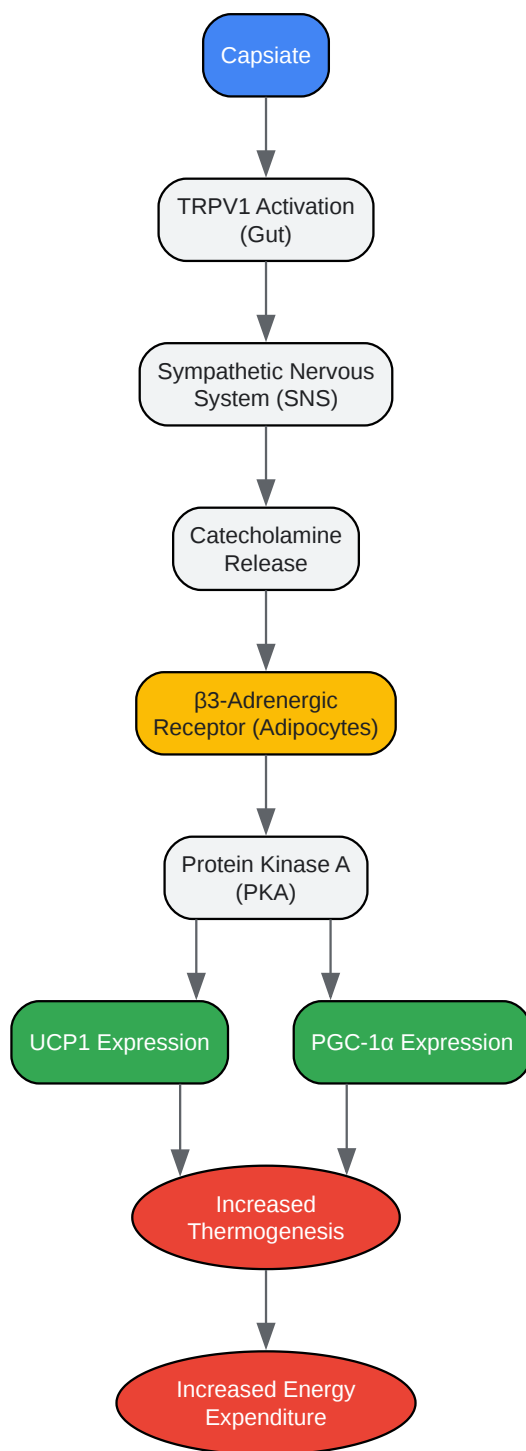 Capsiate
TRPV1 Activation
(Gut)
Sympathetic Nervous
System (SNS)
Catecholamine
Release
β3-Adrenergic
Receptor (Adipocytes)
Protein Kinase A
(PKA)
UCP1 Expression
PGC-1α Expression
Increased
Thermogenesis
Increased Energy
Expenditure